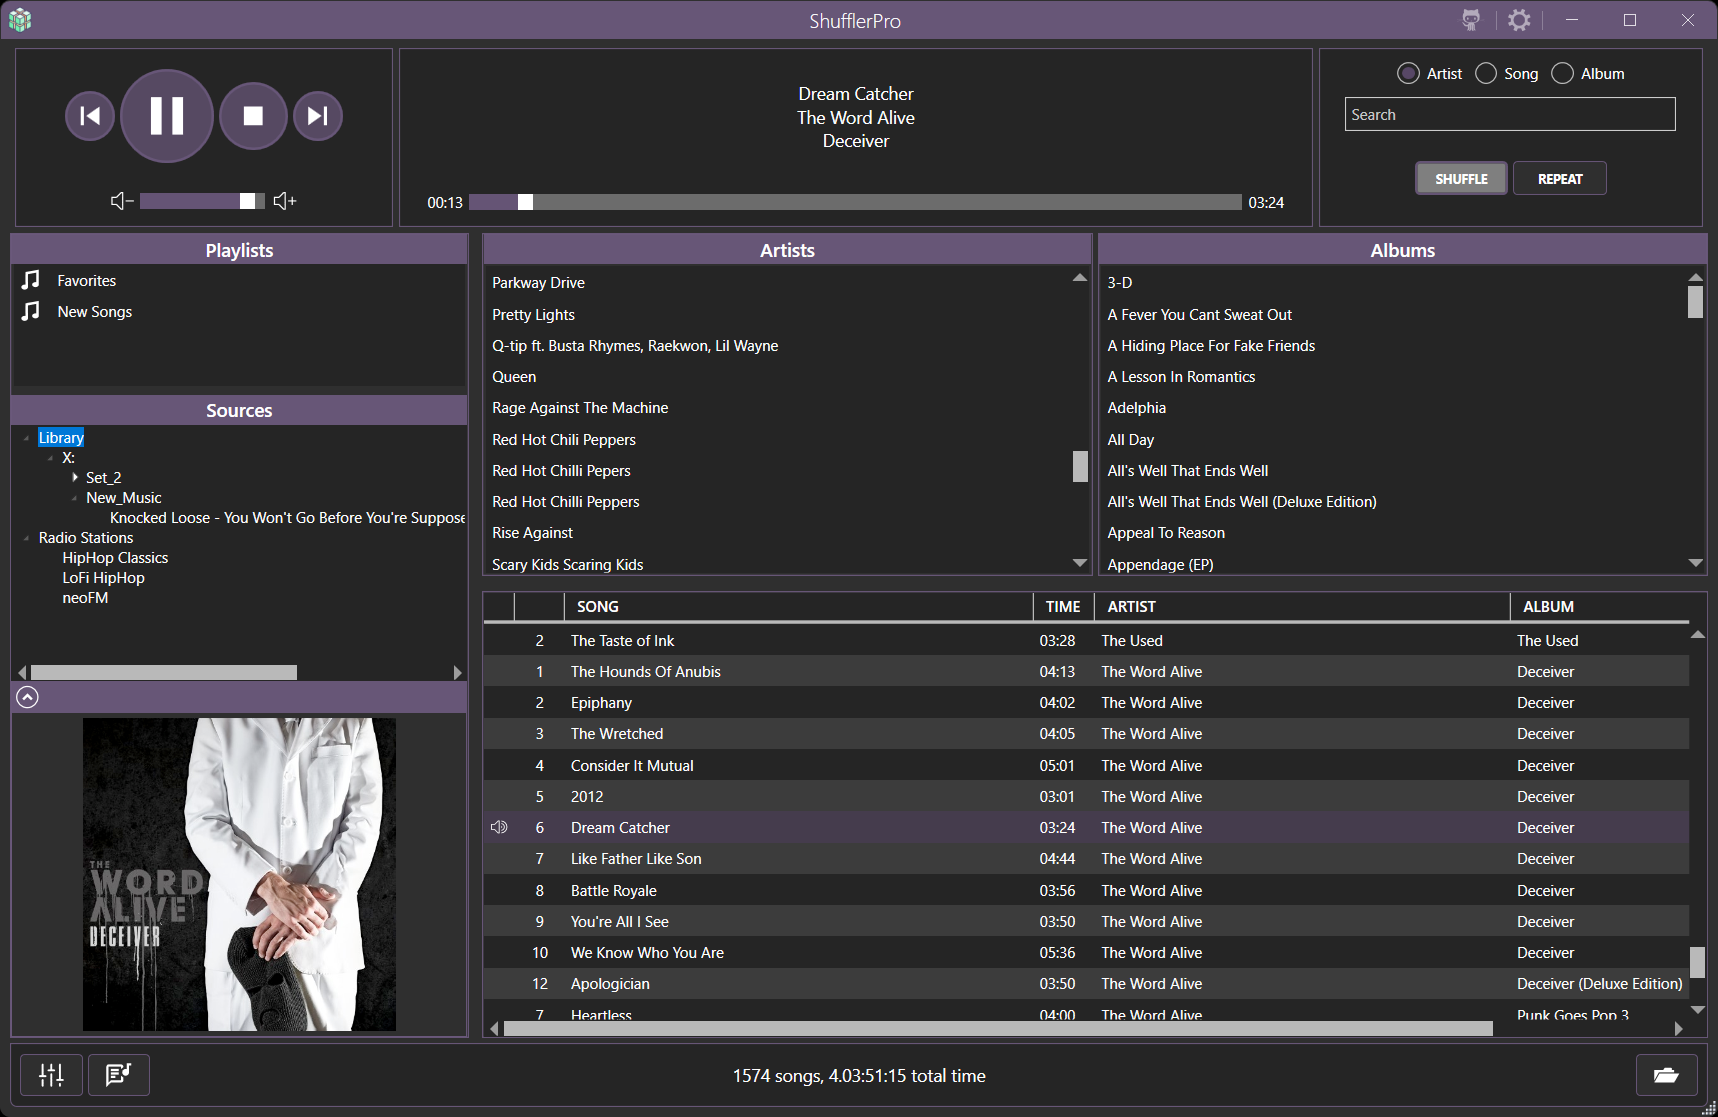 ShufflerPro
Dream Catcher
The Word Alive
Deceiver
00:13
03:24
Artist
Song
Album
Search
SHUFFLE
REPEAT
Playlists
Favorites
New Songs
Sources
Library
X:
Set_2
New_Music
Knocked Loose - You Won't Go Before You're Suppose
Radio Stations
HipHop Classics
LoFi HipHop
neoFM
THE
WORD
ALIVE
DECEIVER
Artists
Parkway Drive
Pretty Lights
Q-tip ft. Busta Rhymes, Raekwon, Lil Wayne
Queen
Rage Against The Machine
Red Hot Chili Peppers
Red Hot Chilli Pepers
Red Hot Chilli Peppers
Rise Against
Scary Kids Scaring Kids
Albums
3-D
A Fever You Cant Sweat Out
A Hiding Place For Fake Friends
A Lesson In Romantics
Adelphia
All Day
All's Well That Ends Well
All's Well That Ends Well (Deluxe Edition)
Appeal To Reason
Appendage (EP)
SONG TIME ARTIST ALBUM
2 The Taste of Ink 03:28 The Used The Used
1 The Hounds Of Anubis 04:13 The Word Alive Deceiver
2 Epiphany 04:02 The Word Alive Deceiver
3 The Wretched 04:05 The Word Alive Deceiver
4 Consider It Mutual 05:01 The Word Alive Deceiver
5 2012 03:01 The Word Alive Deceiver
6 Dream Catcher 03:24 The Word Alive Deceiver
7 Like Father Like Son 04:44 The Word Alive Deceiver
8 Battle Royale 03:56 The Word Alive Deceiver
9 You're All I See 03:50 The Word Alive Deceiver
10 We Know Who You Are 05:36 The Word Alive Deceiver
12 Apologician 03:50 The Word Alive Deceiver (Deluxe Edition)
7 Heartless 04:00 The Word Alive Punk Goes Pop 3
1574 songs, 4.03:51:15 total time